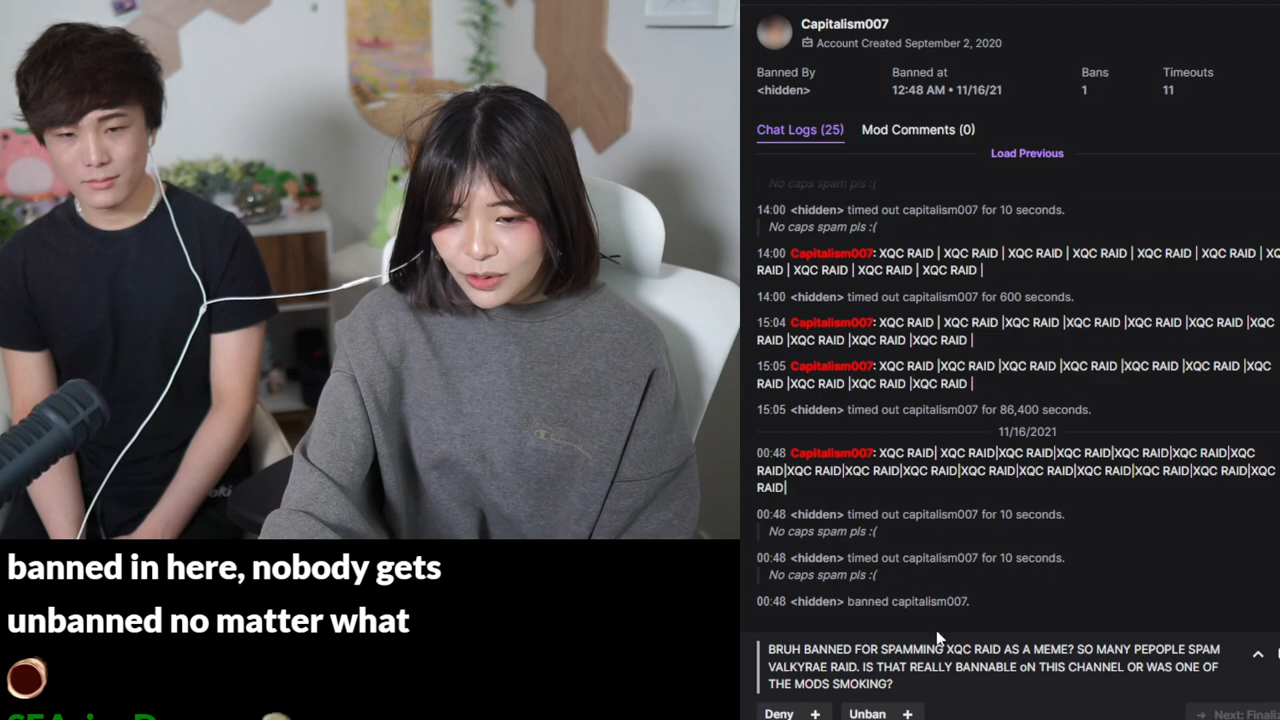 Capitalism007
Account Created September 2, 2020
Banned By
Banned at
Bans
Timeouts
<hidden>
12:48 AM • 11/16/21
1
11
Chat Logs (25)
Mod Comments (0)
Load Previous
No caps spam pls :(
14:00 <hidden> timed out capitalism007 for 10 seconds.
No caps spam pls :(
14:00 Capitalism007: XQC RAID | XQC RAID | XQC RAID | XQC RAID | XQC RAID | XQC RAID | XQC
RAID | XQC RAID | XQC RAID | XQC RAID |
14:00 <hidden> timed out capitalism007 for 600 seconds.
15:04 Capitalism007: XQC RAID | XQC RAID |XQC RAID |XQC RAID |XQC RAID |XQC RAID |XQC
RAID |XQC RAID |XQC RAID |XQC RAID |
15:05 Capitalism007: XQC RAID |XQC RAID |XQC RAID |XQC RAID |XQC RAID |XQC RAID |XQC
RAID |XQC RAID |XQC RAID |XQC RAID |
15:05 <hidden> timed out capitalism007 for 86,400 seconds.
11/16/2021
00:48 Capitalism007: XQC RAID| XQC RAID|XQC RAID|XQC RAID|XQC RAID|XQC RAID|XQC
RAID|XQC RAID|XQC RAID|XQC RAID|XQC RAID|XQC RAID|XQC RAID|XQC RAID|XQC
RAID|
00:48 <hidden> timed out capitalism007 for 10 seconds.
No caps spam pls :(
00:48 <hidden> timed out capitalism007 for 10 seconds.
No caps spam pls :(
00:48 <hidden> banned capitalism007.
BRUH BANNED FOR SPAMMING XQC RAID AS A MEME? SO MANY PEPOPLE SPAM
VALKYRAE RAID. IS THAT REALLY BANNABLE oN THIS CHANNEL OR WAS ONE OF
THE MODS SMOKING?
Deny +
Unban +
Next:
banned in here, nobody gets
unbanned no matter what